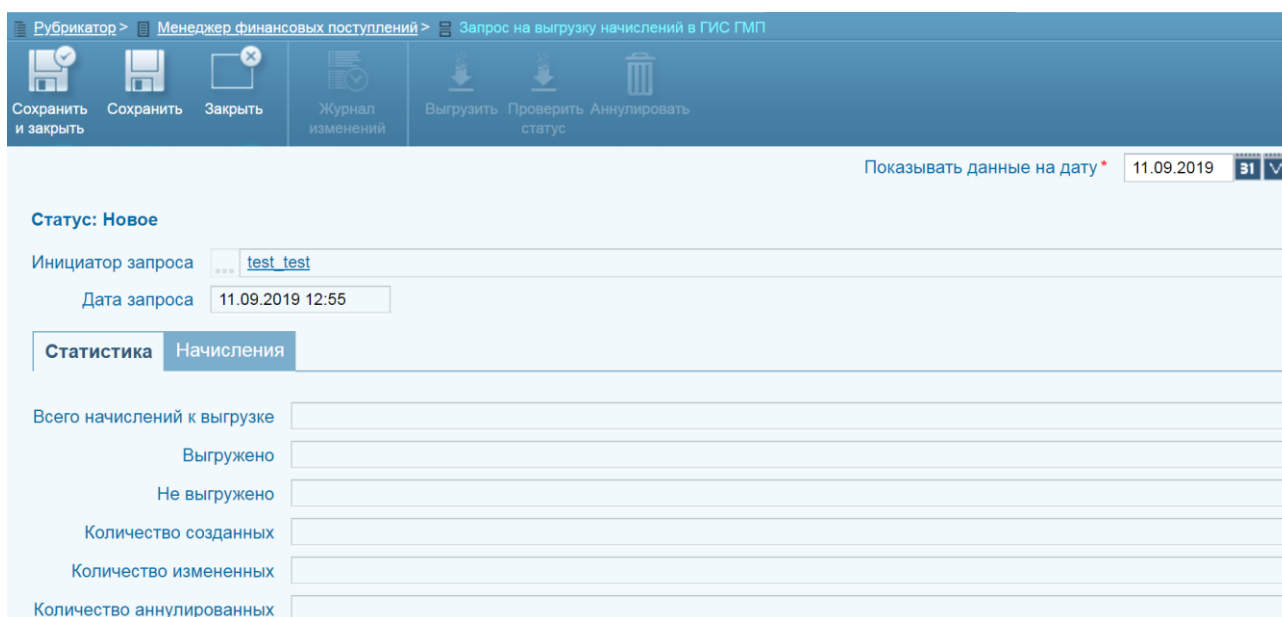 Рубрикатор > Менеджер финансовых поступлений > Запрос на выгрузку начислений в ГИС ГМП
Сохранить и закрыть
Сохранить
Закрыть
Журнал изменений
Выгрузить
Проверить статус
Аннулировать
Показывать данные на дату * 11.09.2019 31
Статус: Новое
Инициатор запроса ... test_test
Дата запроса 11.09.2019 12:55
Статистика Начисления
Всего начислений к выгрузке
Выгружено
Не выгружено
Количество созданных
Количество измененных
Количество аннулированных